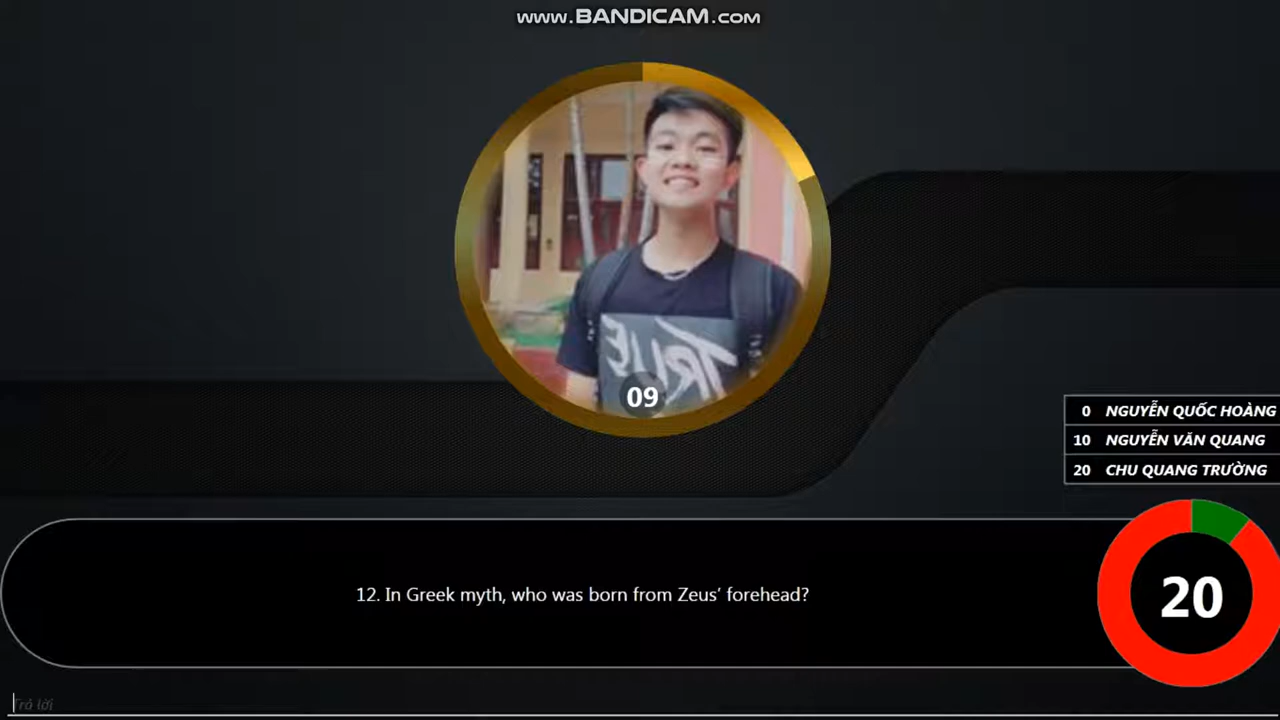 www.BANDICAM.com
TRUE
09
0 NGUYỄN QUỐC HOÀNG
10 NGUYỄN VĂN QUANG
20 CHU QUANG TRƯỜNG
20
12. In Greek myth, who was born from Zeus’ forehead?
Trả lời